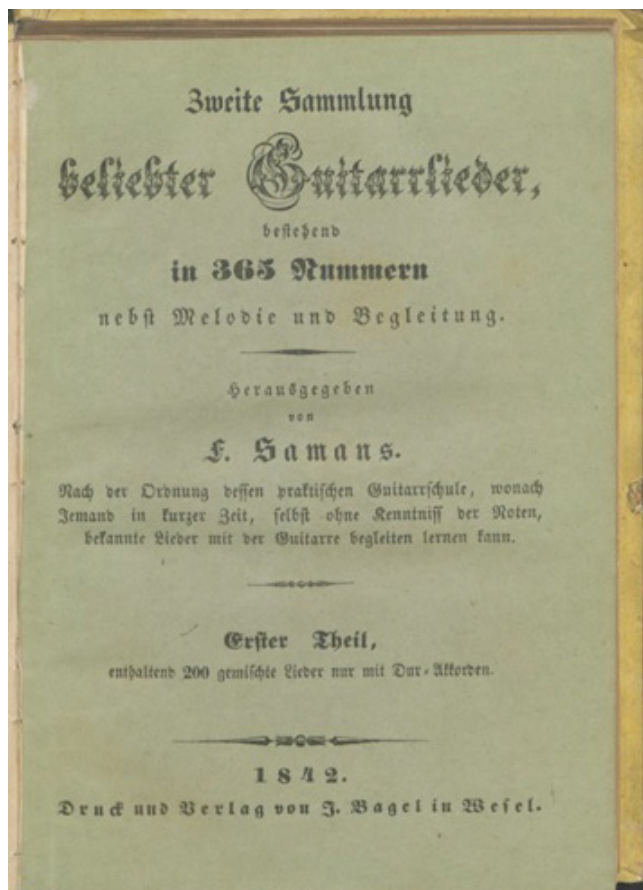 Zweite Sammlung
beliebter Guitarrlieder,
bestehend
in 365 Nummern
nebst Melodie und Begleitung.
Herausgegeben
von
F. Samans.
Nach der Ordnung dessen praktischen Guitarrschule, wonach
Jemand in kurzer Zeit, selbst ohne Kenntniss der Noten,
bekannte Lieder mit der Guitarre begleiten lernen kann.
Erster Theil,
enthaltend 200 gemischte Lieder nur mit Dur-Akkorden.
1842.
Druck und Verlag von J. Bagel in Wesel.